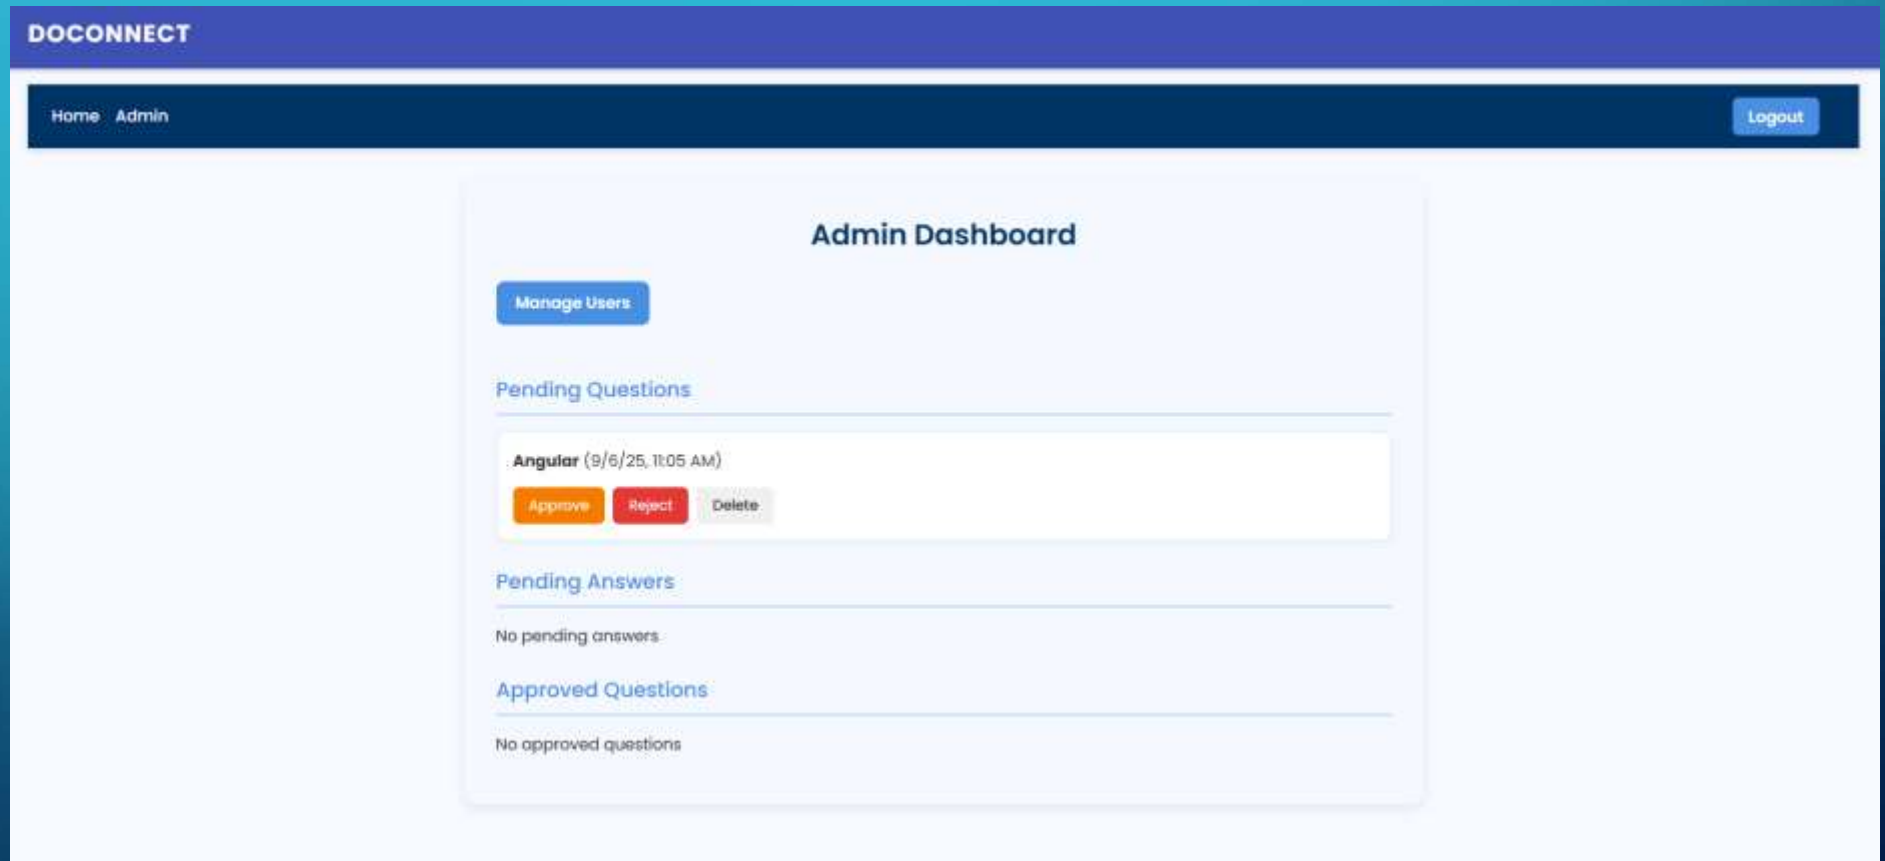 DOCONNECT
Home Admin Logout
Admin Dashboard
Manage Users
Pending Questions
Angular (9/6/25, 11:05 AM)
Approve Reject Delete
Pending Answers
No pending answers
Approved Questions
No approved questions